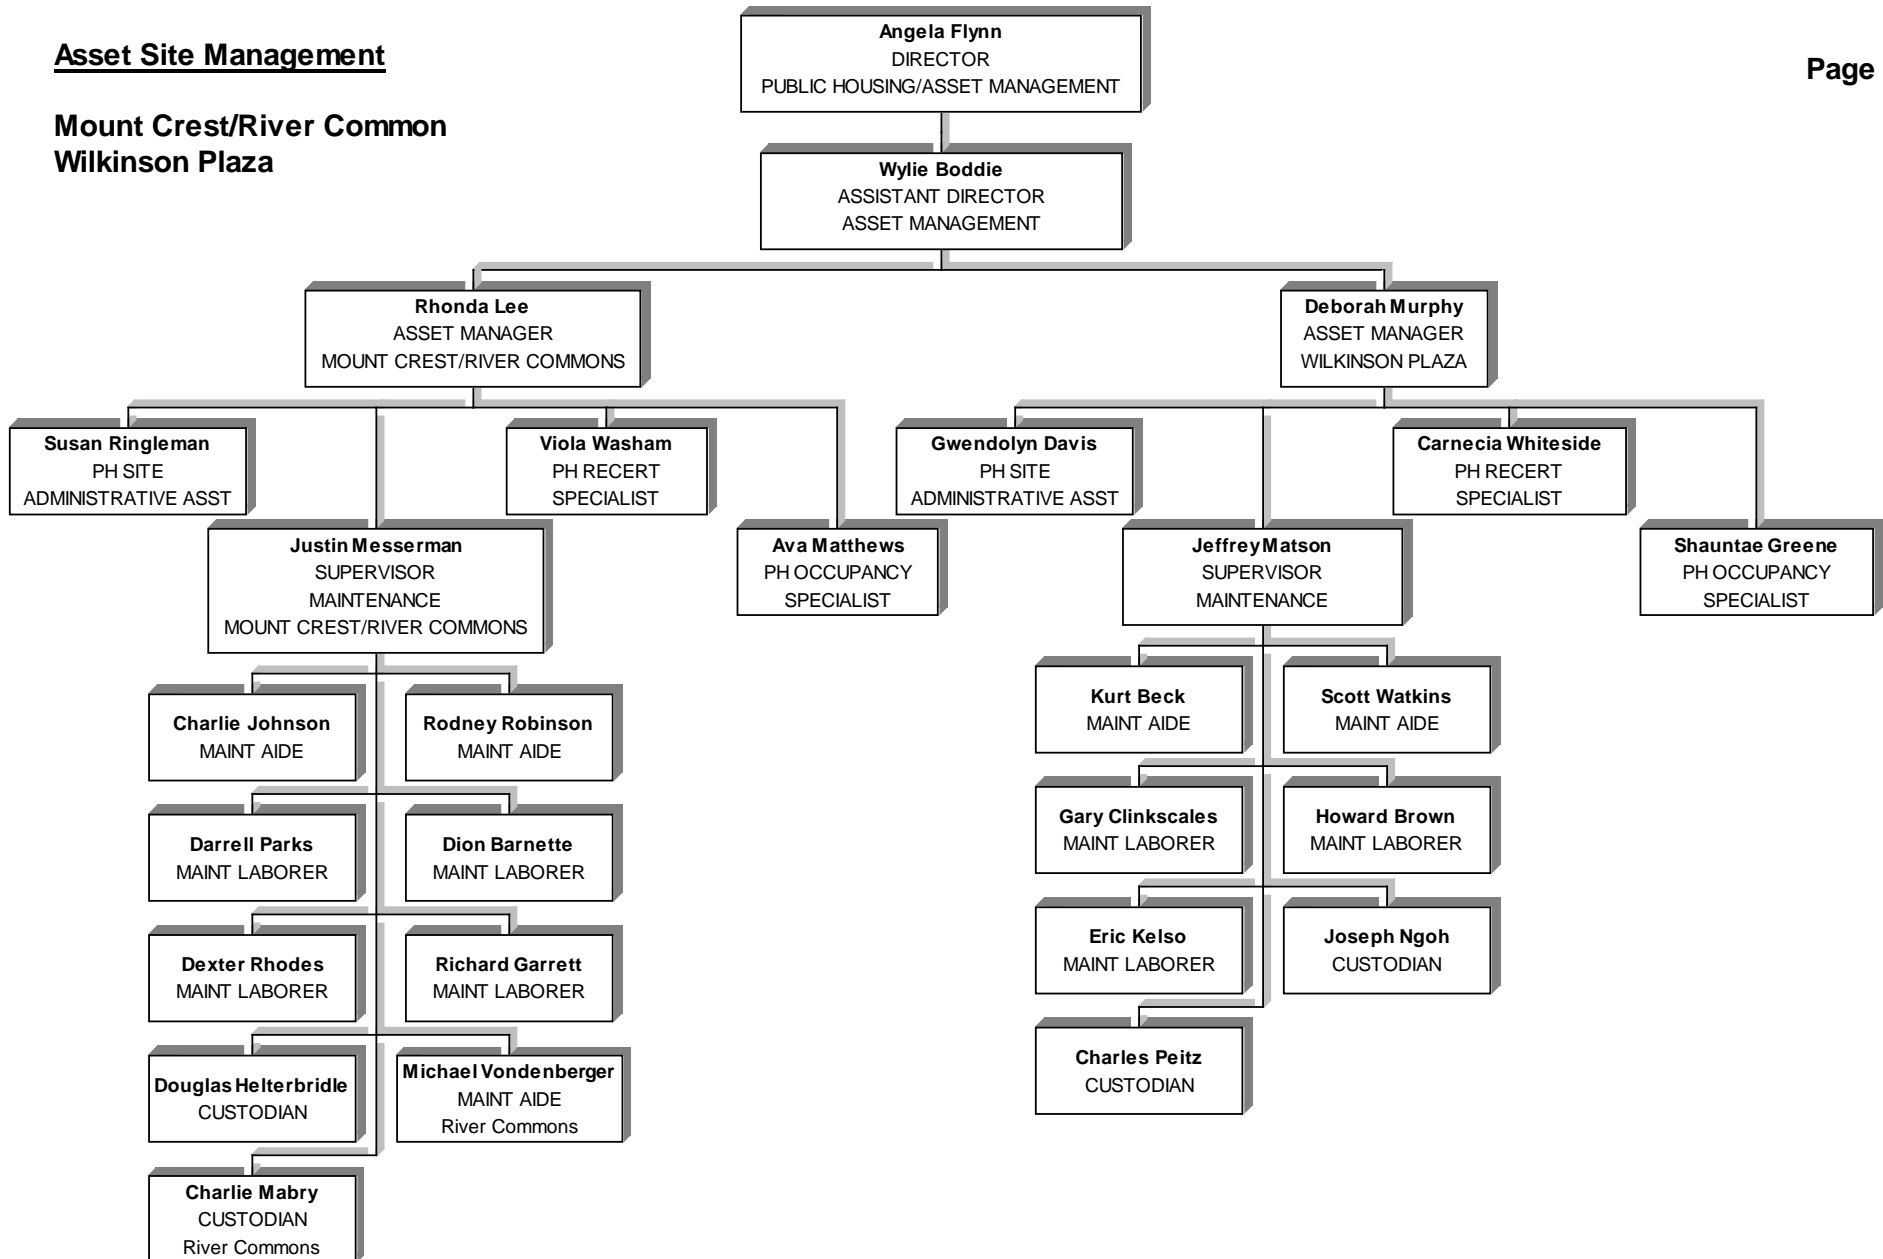 Asset Site Management
Page
Mount Crest/River Common
Wilkinson Plaza
Angela Flynn
DIRECTOR
PUBLIC HOUSING/ASSET MANAGEMENT
Wylie Boddie
ASSISTANT DIRECTOR
ASSET MANAGEMENT
Rhonda Lee
ASSET MANAGER
MOUNT CREST/RIVER COMMONS
Deborah Murphy
ASSET MANAGER
WILKINSON PLAZA
Susan Ringleman
PH SITE
ADMINISTRATIVE ASST
Viola Washam
PH RECERT
SPECIALIST
Gwendolyn Davis
PH SITE
ADMINISTRATIVE ASST
Carnecia Whiteside
PH RECERT
SPECIALIST
Justin Messerman
SUPERVISOR
MAINTENANCE
MOUNT CREST/RIVER COMMONS
Ava Matthews
PH OCCUPANCY
SPECIALIST
Jeffrey Matson
SUPERVISOR
MAINTENANCE
Shauntae Greene
PH OCCUPANCY
SPECIALIST
Charlie Johnson
MAINT AIDE
Rodney Robinson
MAINT AIDE
Kurt Beck
MAINT AIDE
Scott Watkins
MAINT AIDE
Darrell Parks
MAINT LABORER
Dion Barnette
MAINT LABORER
Gary Clinkscales
MAINT LABORER
Howard Brown
MAINT LABORER
Dexter Rhodes
MAINT LABORER
Richard Garrett
MAINT LABORER
Eric Kelso
MAINT LABORER
Joseph Ngoh
CUSTODIAN
Douglas Helterbridle
CUSTODIAN
Michael Vondenberger
MAINT AIDE
River Commons
Charles Peitz
CUSTODIAN
Charlie Mabry
CUSTODIAN
River Commons